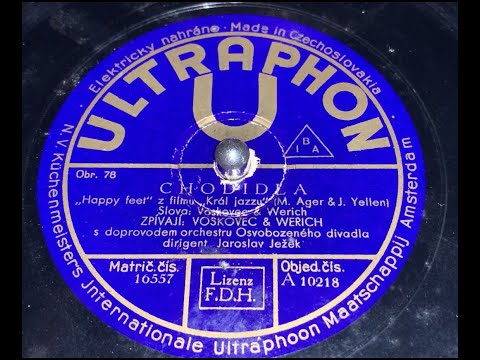 Elektricky nahráno · Made in Czechoslovakia
ULTRAPHON
U
B
I A
Obr. 78
CHODIDLA
„Happy feet" z filmu „Král jazzu" (M. Ager & J. Yellen)
Slova: Voskovec & Werich
ZPÍVAJÍ: VOSKOVEC & WERICH
s doprovodem orchestru Osvobozeného divadla
dirigent Jaroslav Ježek
Matrič.čís.
16557
Lizenz
F.D.H.
Objed.čís.
A 10218
N.V. Küchenmeisters Jnternationale Ultraphoon Maatschappij Amsterdam